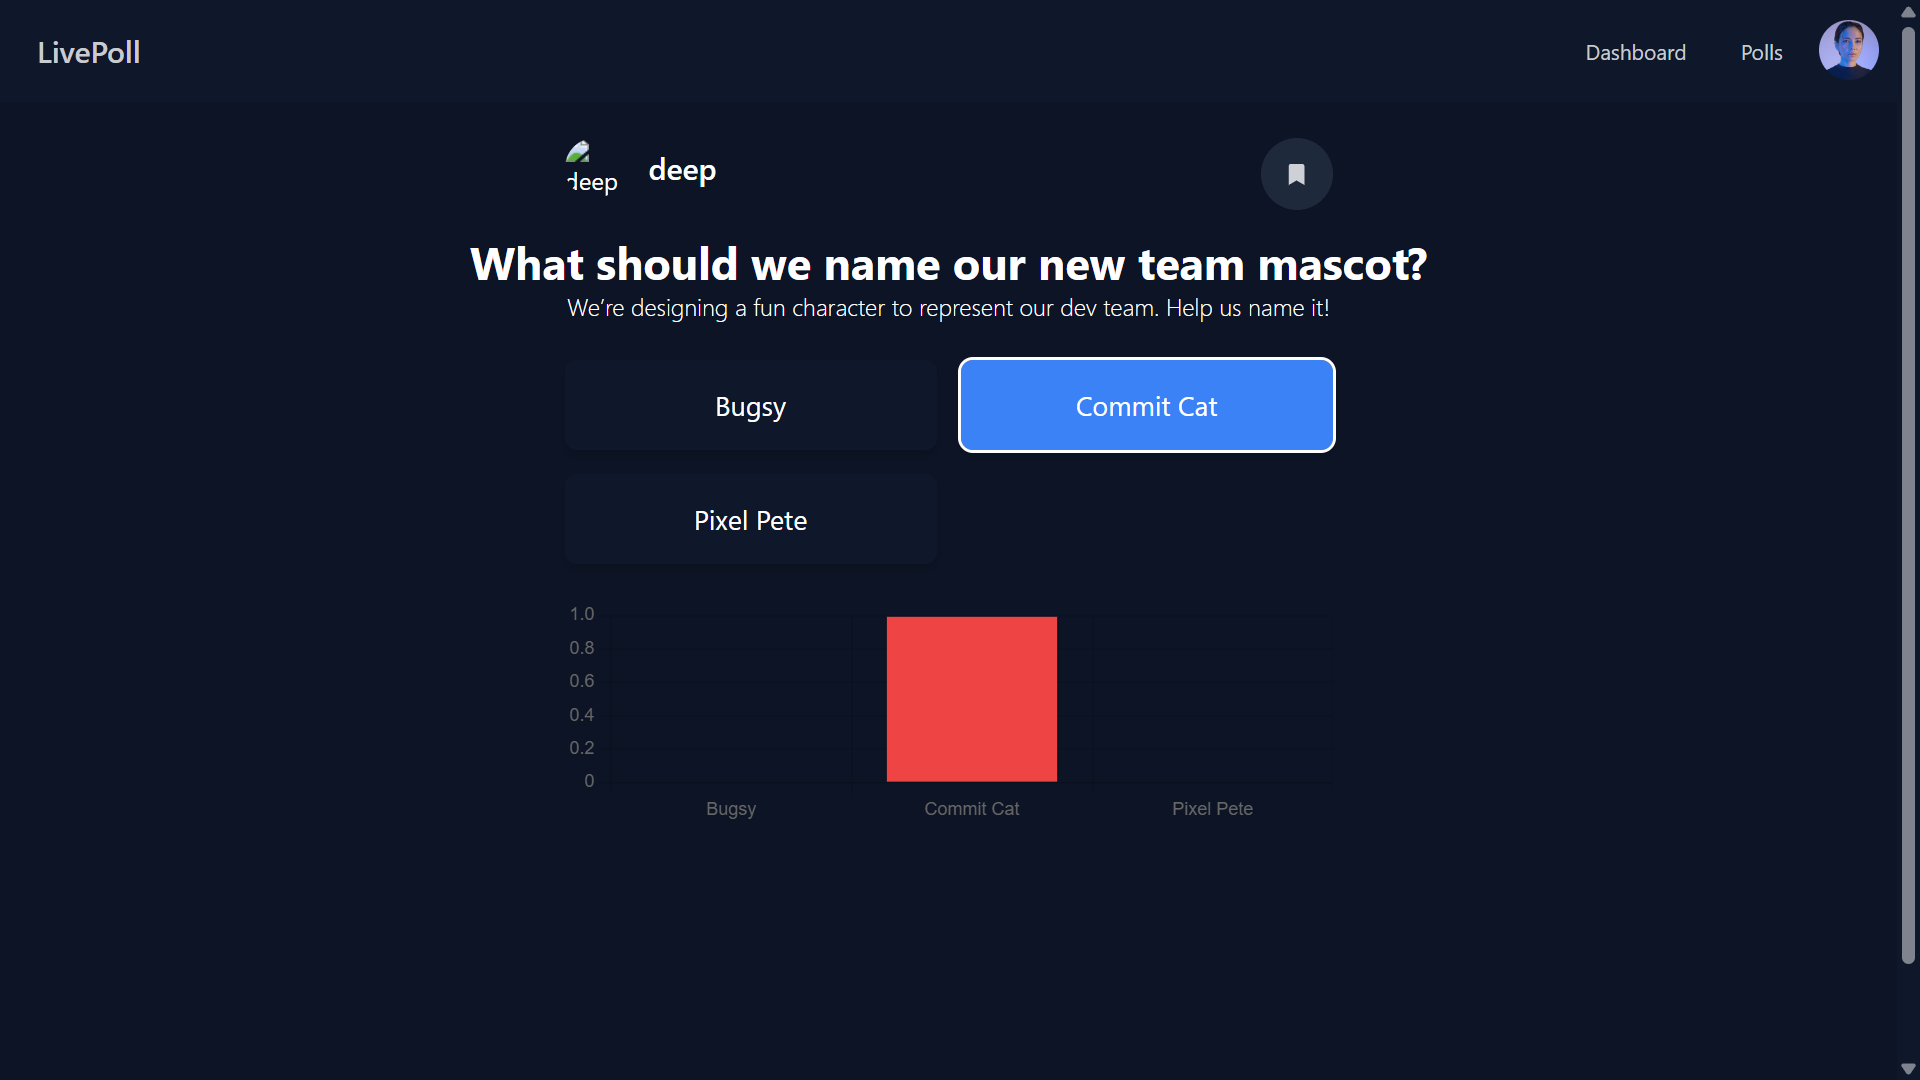 LivePoll
Dashboard
Polls
deep
deep
What should we name our new team mascot?
We’re designing a fun character to represent our dev team. Help us name it!
Bugsy
Commit Cat
Pixel Pete
1.0
0.8
0.6
0.4
0.2
0
Bugsy
Commit Cat
Pixel Pete